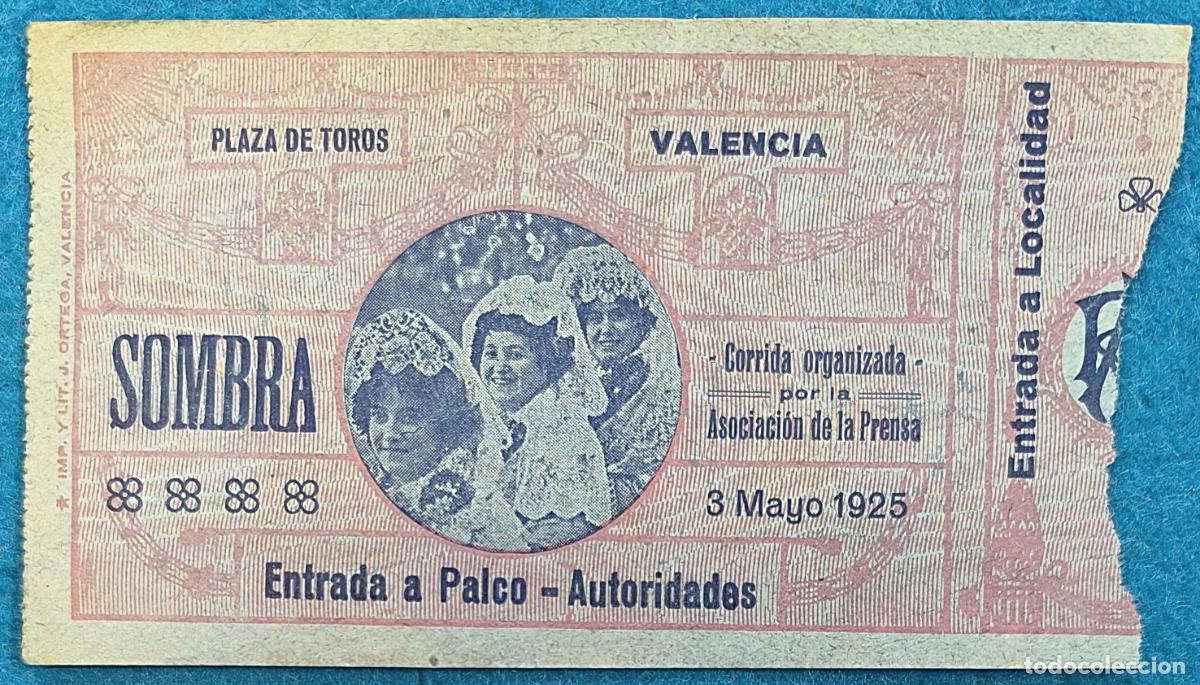 PLAZA DE TOROS
VALENCIA
SOMBRA
- Corrida organizada -
por la
Asociación de la Prensa
3 Mayo 1925
Entrada a Palco - Autoridades
Entrada a Localidad
* IMP. Y LIT. J. ORTEGA, VALENCIA
todocoleccion